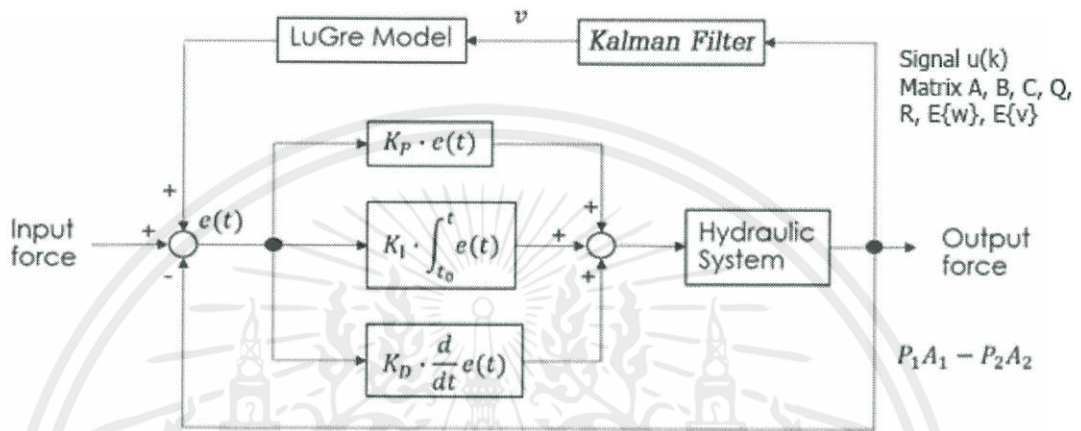 v
LuGre Model
Kalman Filter
Signal u(k)
Matrix A, B, C, Q,
R, E{w}, E{v}
K_P · e(t)
+
+
Input
force
+
e(t)
-
K_I · ∫_{t_0}^{t} e(t)
+
+
Hydraulic
System
Output
force
K_D · d/dt e(t)
P_1A_1 − P_2A_2